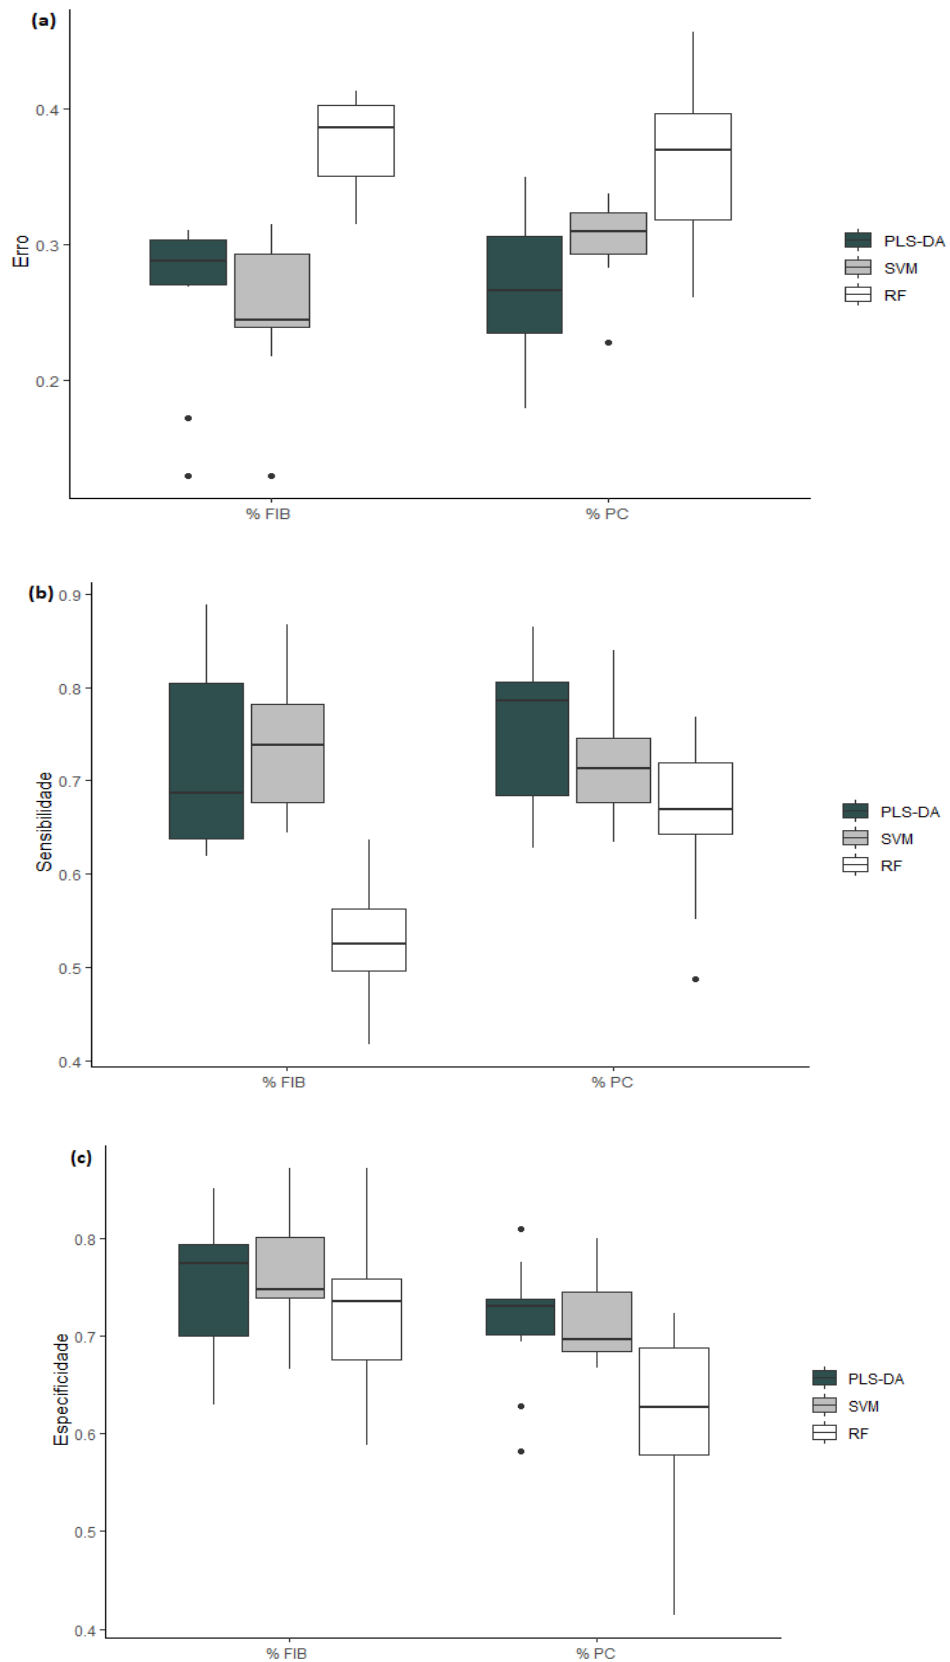 (a)
0.4
0.3
0.2
Erro
% FIB
% PC
PLS-DA
SVM
RF
(b)
0.9
0.8
0.7
0.6
0.5
0.4
Sensibilidade
% FIB
% PC
PLS-DA
SVM
RF
(c)
0.8
0.7
0.6
0.5
0.4
Especificidade
% FIB
% PC
PLS-DA
SVM
RF